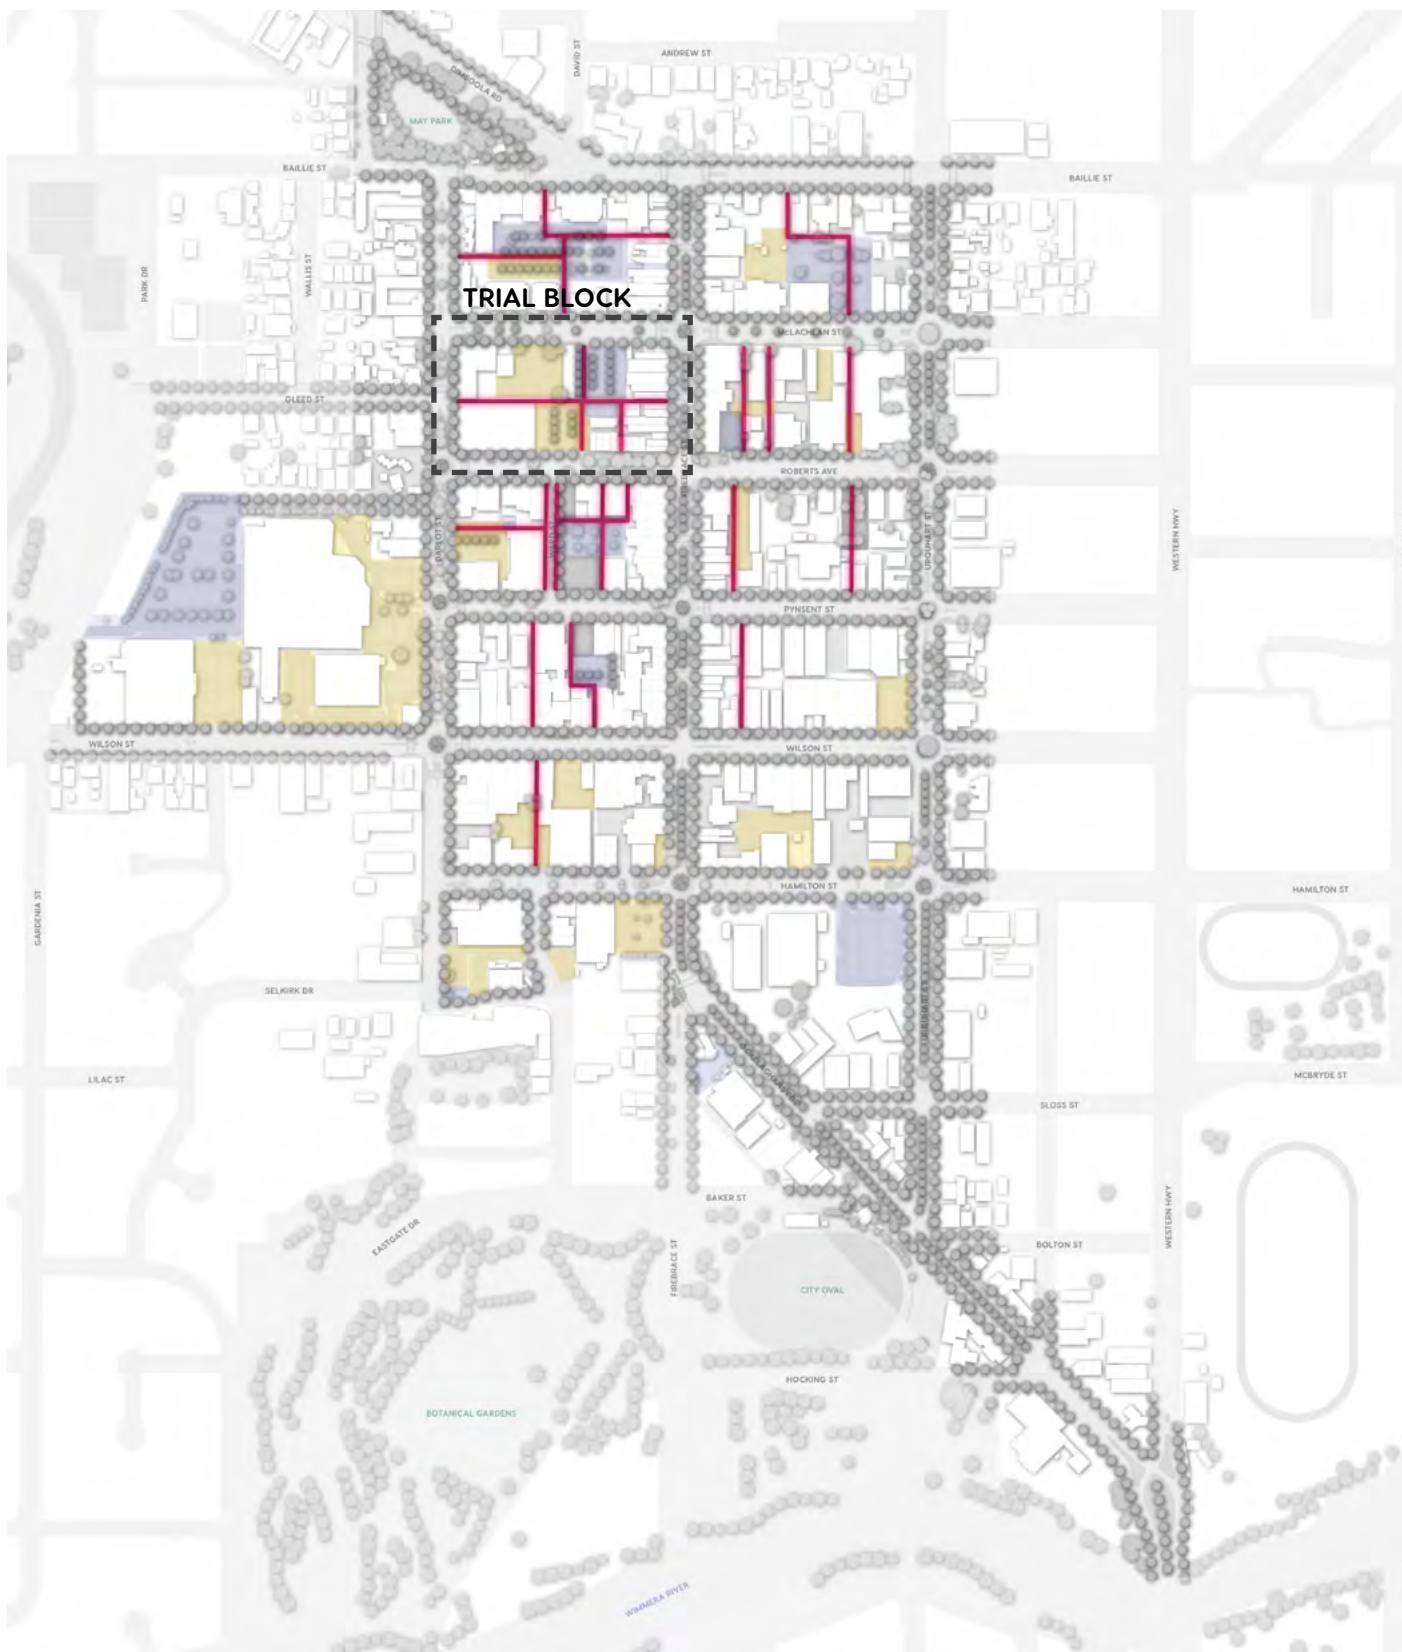 ANDREW ST
DAVID ST
DIMBOOLA RD
MAY PARK
BAILLIE ST
BAILLIE ST
PARK DR
WALLIS ST
TRIAL BLOCK
McLACHLAN ST
GLEED ST
ROBERTS AVE
DARLOT ST
URQUHART ST
WESTERN HWY
PYNSENT ST
WILSON ST
WILSON ST
GARDENIA ST
HAMILTON ST
HAMILTON ST
SELKIRK DR
LILAC ST
MCBRYDE ST
SLOSS ST
BAKER ST
WESTERN HWY
EASTGATE DR
FIREBRACE ST
BOLTON ST
CITY OVAL
HOCKING ST
BOTANICAL GARDENS
WIMMERA RIVER